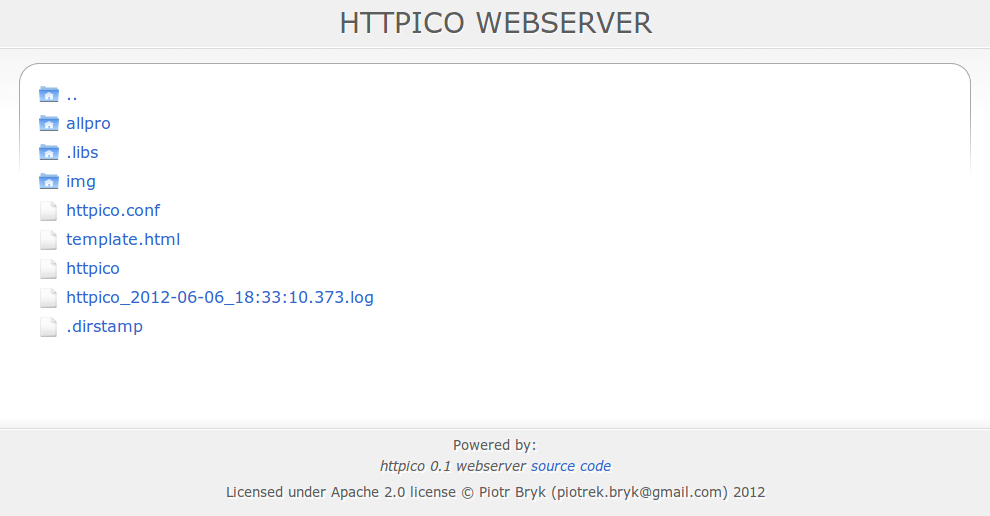 HTTPICO WEBSERVER
..
allpro
.libs
img
httpico.conf
template.html
httpico
httpico_2012-06-06_18:33:10.373.log
.dirstamp
Powered by:
httpico 0.1 webserver source code
Licensed under Apache 2.0 license © Piotr Bryk (piotrek.bryk@gmail.com) 2012